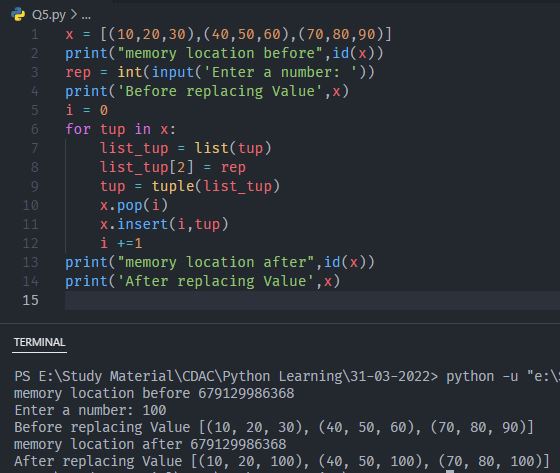 Q5.py > ...
1 x = [(10,20,30),(40,50,60),(70,80,90)]
2 print("memory location before",id(x))
3 rep = int(input('Enter a number: '))
4 print('Before replacing Value',x)
5 i = 0
6 for tup in x:
7     list_tup = list(tup)
8     list_tup[2] = rep
9     tup = tuple(list_tup)
10     x.pop(i)
11     x.insert(i,tup)
12     i +=1
13 print("memory location after",id(x))
14 print('After replacing Value',x)
15
TERMINAL
PS E:\Study Material\CDAC\Python Learning\31-03-2022> python -u "e:\
memory location before 679129986368
Enter a number: 100
Before replacing Value [(10, 20, 30), (40, 50, 60), (70, 80, 90)]
memory location after 679129986368
After replacing Value [(10, 20, 100), (40, 50, 100), (70, 80, 100)]